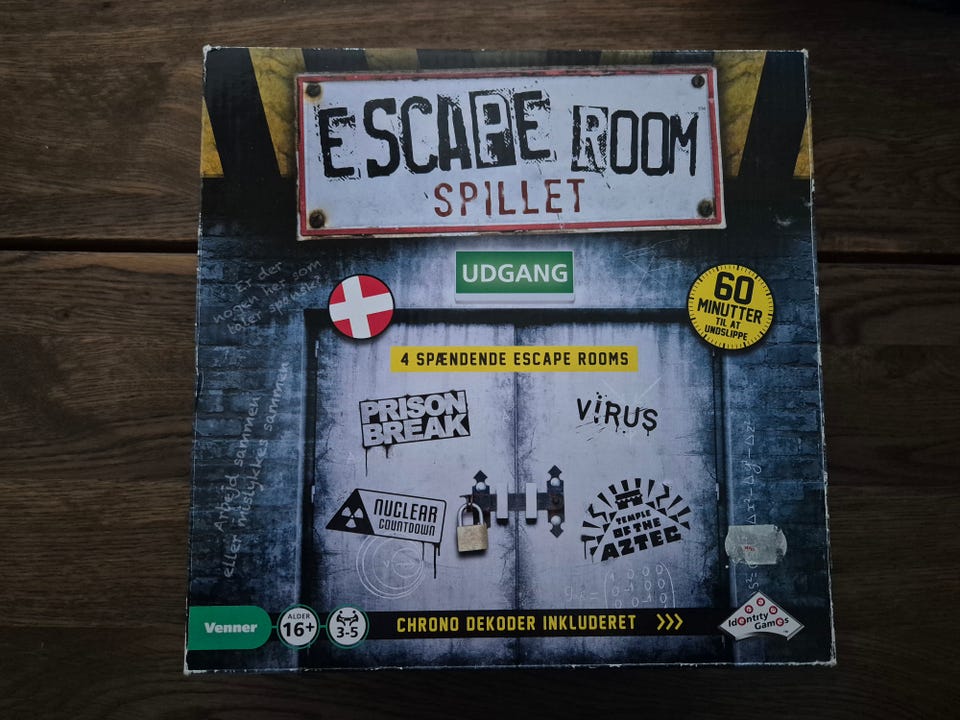 ESCAPE ROOM
SPILLET
UDGANG
Er der
nogen her som
taler spansk?
60
MINUTTER
TIL AT
UNDSLIPPE
4 SPÆNDENDE ESCAPE ROOMS
PRISON
BREAK
VIRUS
Arbejd sammen
eller mislykkes sammen
NUCLEAR
COUNTDOWN
TEMPLE
OF THE
AZTEC
Venner
ALDER
16+
3-5
CHRONO DEKODER INKLUDERET >>>
Identity
Games